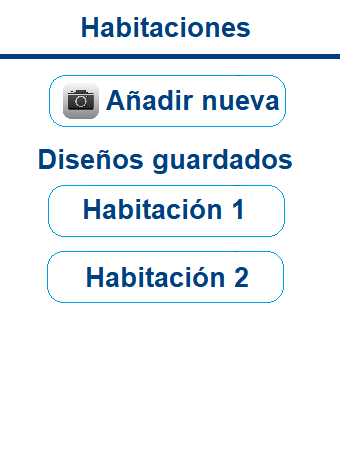 Habitaciones
Añadir nueva
Diseños guardados
Habitación 1
Habitación 2